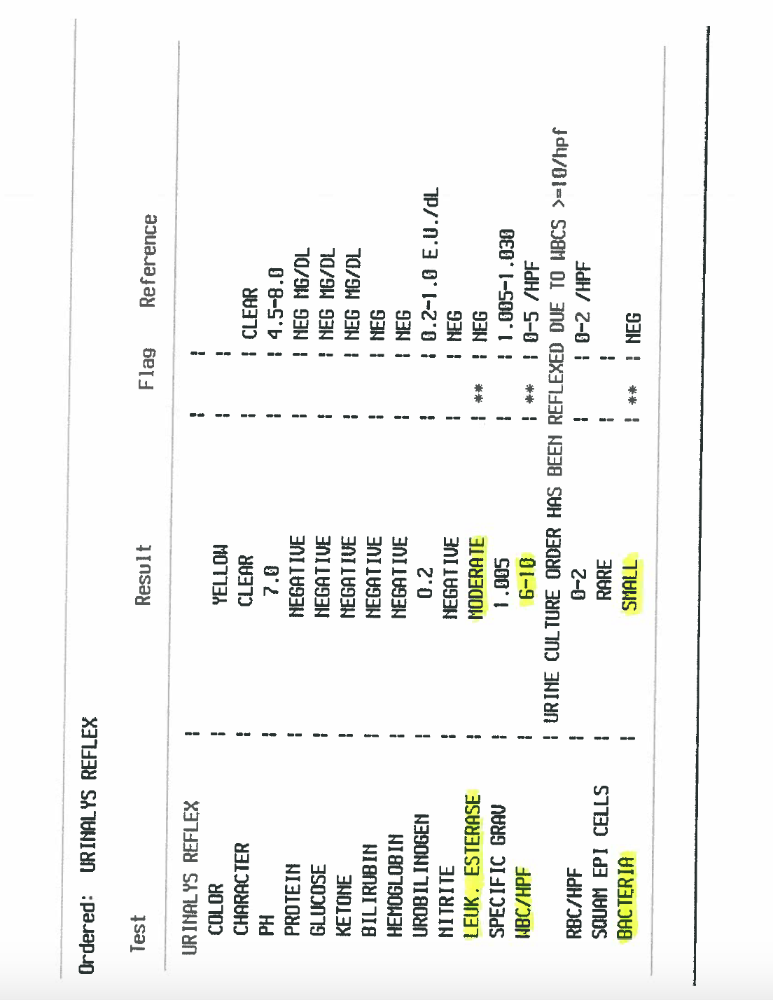 Ordered: URINALYS REFLEX
Test Result Flag Reference
URINALYS REFLEX : : :
COLOR : YELLOW : :
CHARACTER : CLEAR : : CLEAR
PH : 7.0 : : 4.5-8.0
PROTEIN : NEGATIVE : : NEG MG/DL
GLUCOSE : NEGATIVE : : NEG MG/DL
KETONE : NEGATIVE : : NEG MG/DL
BILIRUBIN : NEGATIVE : : NEG
HEMOGLOBIN : NEGATIVE : : NEG
UROBILINOGEN : 0.2 : : 0.2-1.0 E.U./dL
NITRITE : NEGATIVE : : NEG
LEUK. ESTERASE : MODERATE : ** : NEG
SPECIFIC GRAV : 1.005 : : 1.005-1.030
WBC/HPF : 6-10 : ** : 0-5 /HPF
: URINE CULTURE ORDER HAS BEEN REFLEXED DUE TO WBCS >=10/hpf
RBC/HPF : 0-2 : : 0-2 /HPF
SQUAM EPI CELLS : RARE : :
BACTERIA : SMALL : ** : NEG